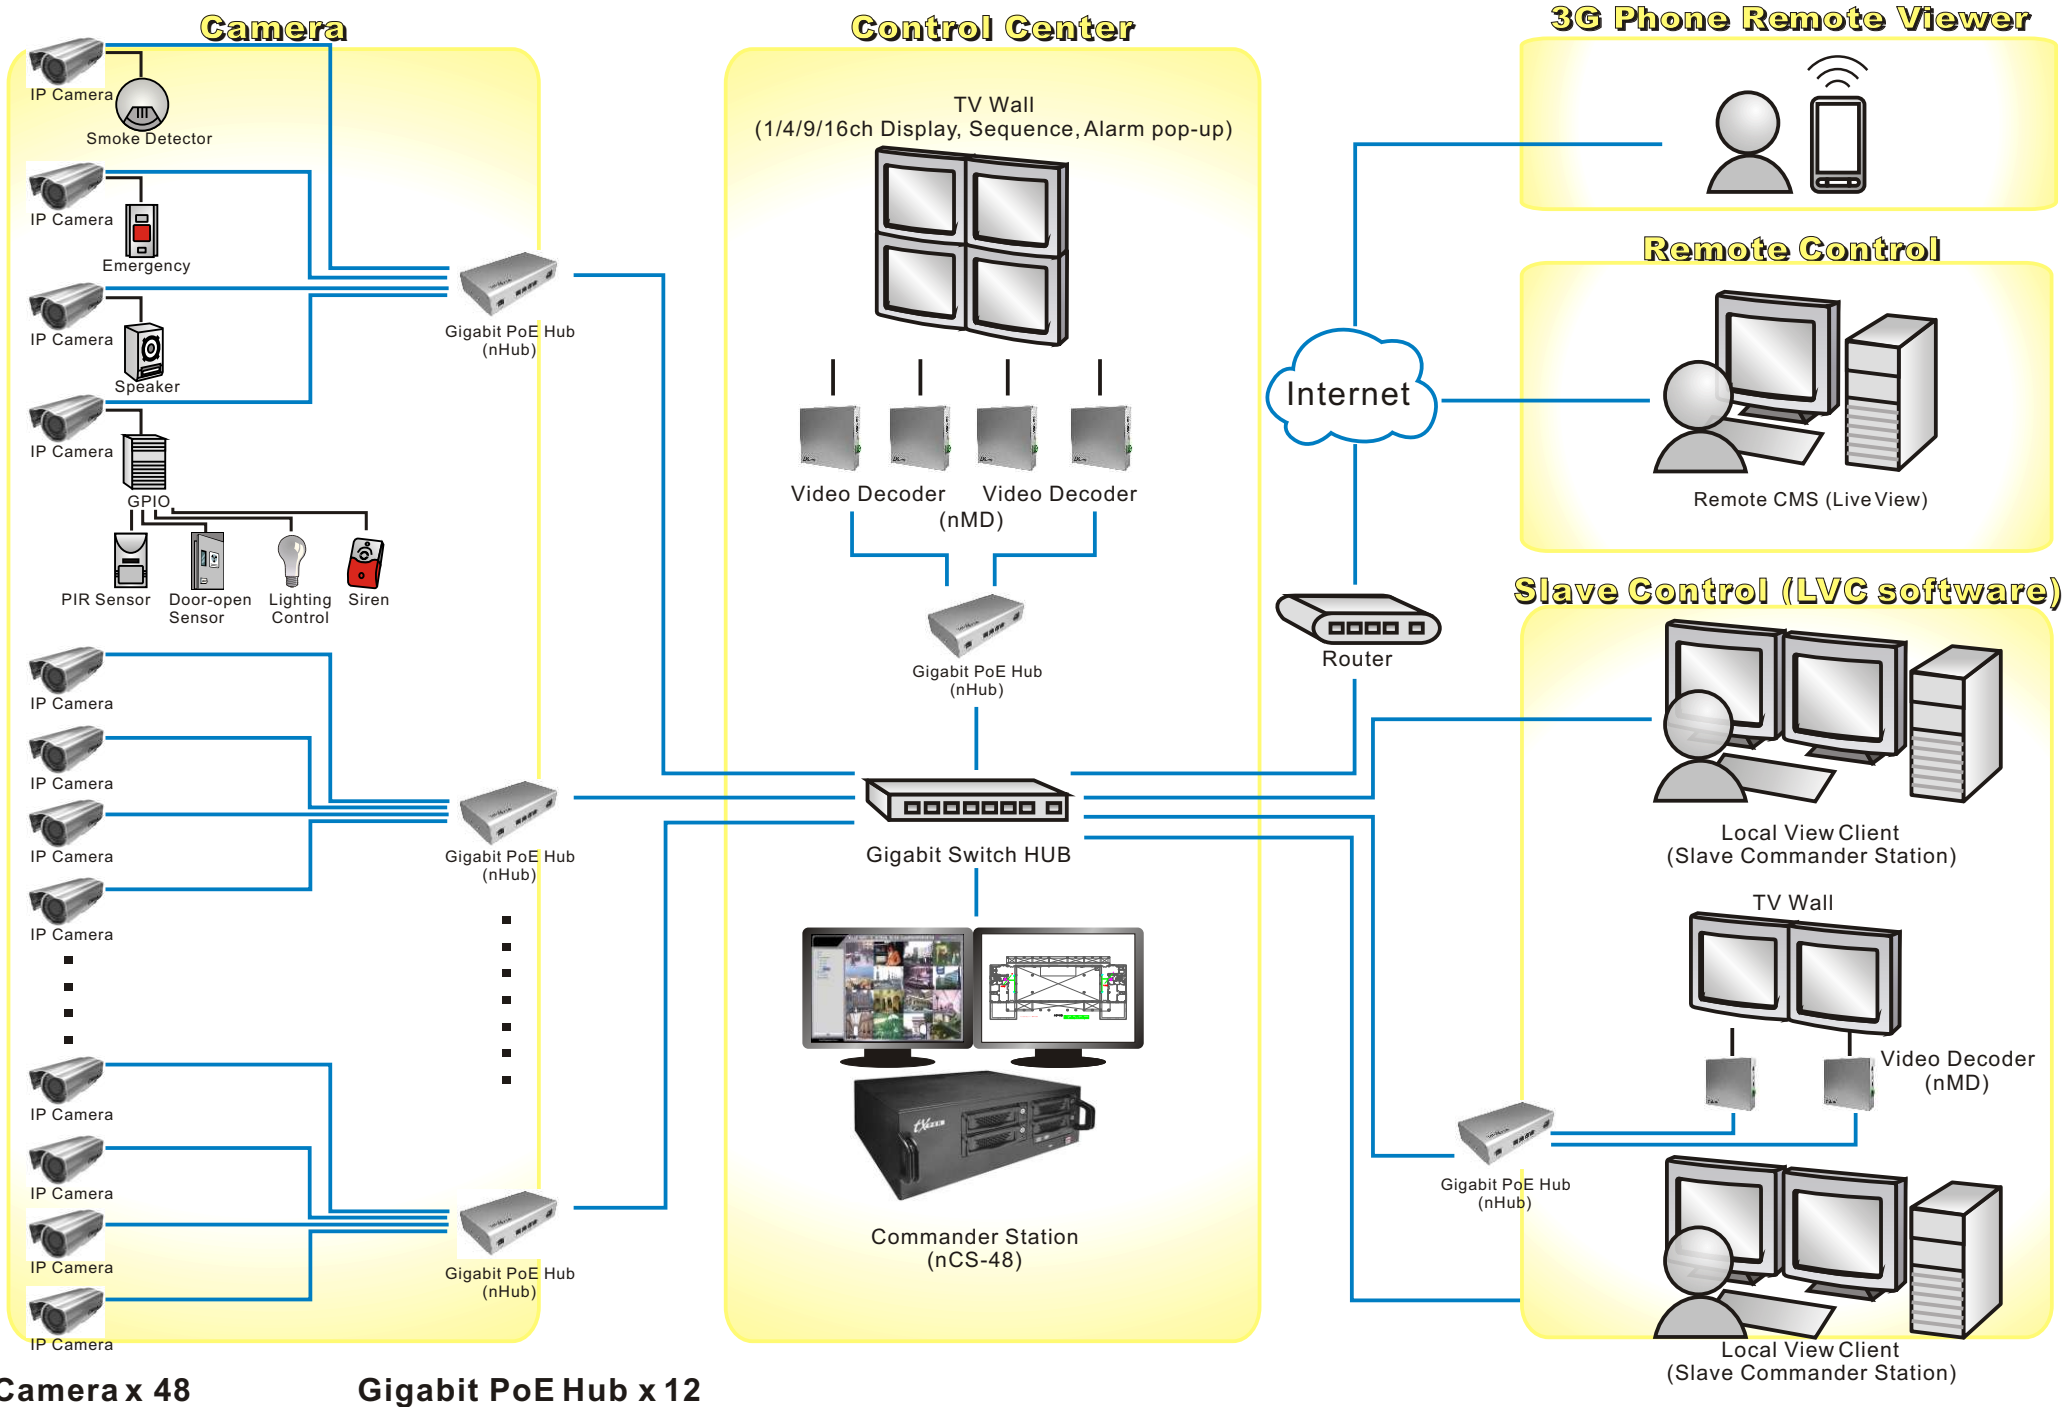 Camera
IP Camera
Smoke Detector
IP Camera
Emergency
IP Camera
Speaker
IP Camera
GPIO
PIR Sensor
Door-open
Sensor
Lighting
Control
Siren
IP Camera
IP Camera
IP Camera
IP Camera
IP Camera
IP Camera
IP Camera
IP Camera
Gigabit PoE Hub
(nHub)
Gigabit PoE Hub
(nHub)
Gigabit PoE Hub
(nHub)
Camera x 48
Gigabit PoE Hub x 12
Control Center
TV Wall
(1/4/9/16ch Display, Sequence, Alarm pop-up)
Video Decoder
Video Decoder
(nMD)
Gigabit PoE Hub
(nHub)
Gigabit Switch HUB
Commander Station
(nCS-48)
Internet
Router
3G Phone Remote Viewer
Remote Control
Remote CMS (Live View)
Slave Control (LVC software)
Local View Client
(Slave Commander Station)
TV Wall
Video Decoder
(nMD)
Gigabit PoE Hub
(nHub)
Local View Client
(Slave Commander Station)